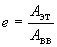 e = A_ЭТ / A_ВВ